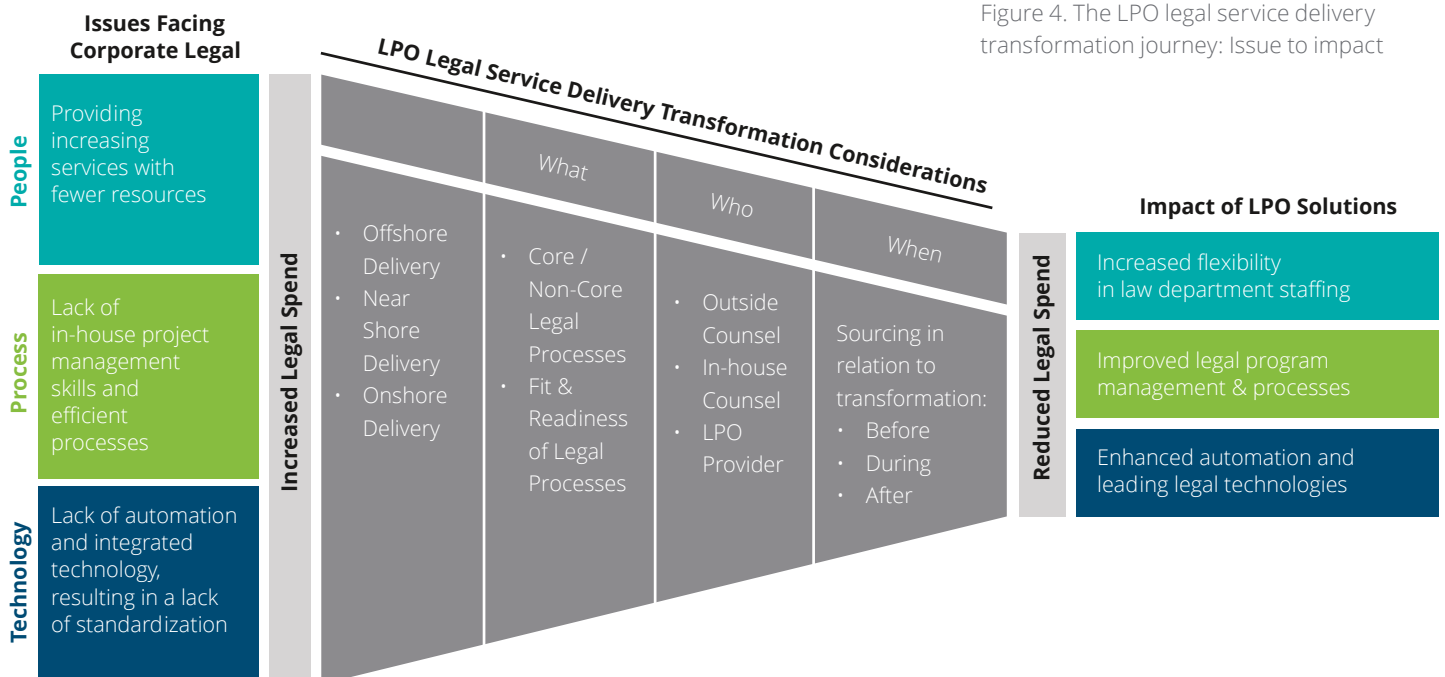 Figure 4. The LPO legal service delivery
transformation journey: Issue to impact
Issues Facing
Corporate Legal
People
Providing
increasing
services with
fewer resources
Process
Lack of
in-house project
management
skills and
efficient
processes
Technology
Lack of automation
and integrated
technology,
resulting in a lack
of standardization
Increased Legal Spend
LPO Legal Service Delivery Transformation Considerations
• Offshore
Delivery
• Near
Shore
Delivery
• Onshore
Delivery
What
• Core /
Non-Core
Legal
Processes
• Fit &
Readiness
of Legal
Processes
Who
• Outside
Counsel
• In-house
Counsel
• LPO
Provider
When
Sourcing in
relation to
transformation:
• Before
• During
• After
Reduced Legal Spend
Impact of LPO Solutions
Increased flexibility
in law department staffing
Improved legal program
management & processes
Enhanced automation and
leading legal technologies